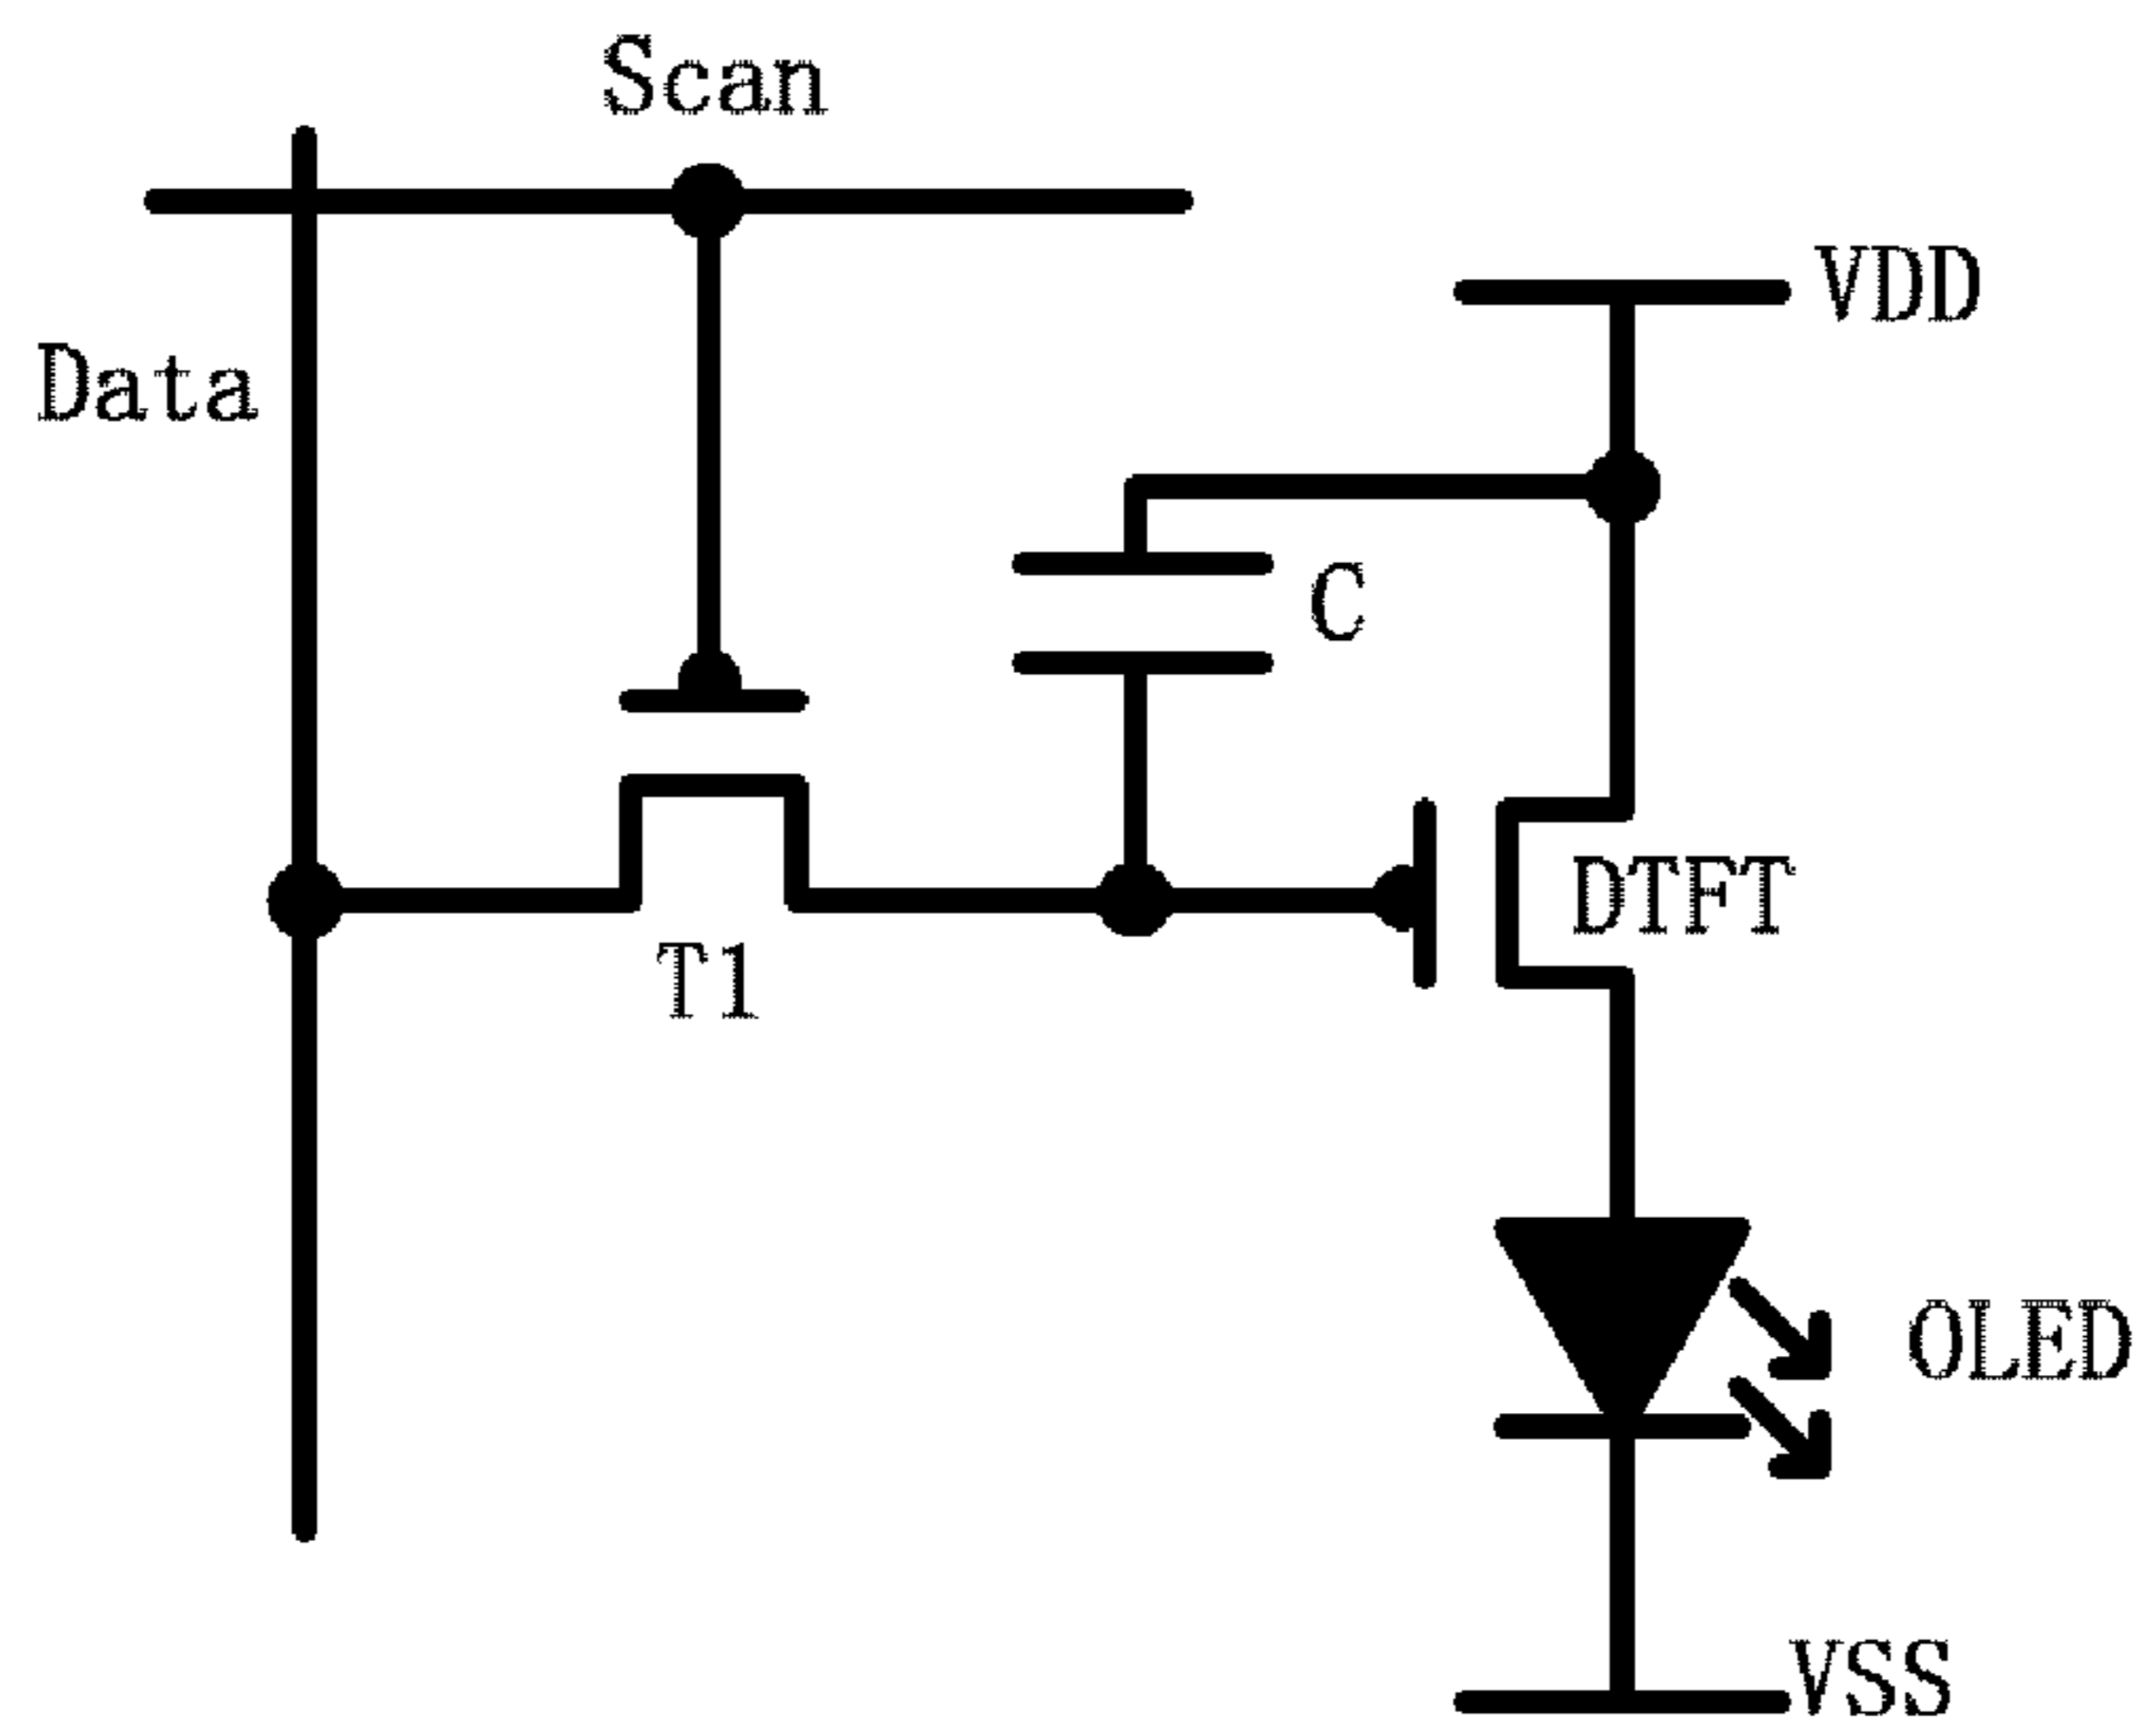 Scan
VDD
Data
C
DTFT
T1
OLED
VSS